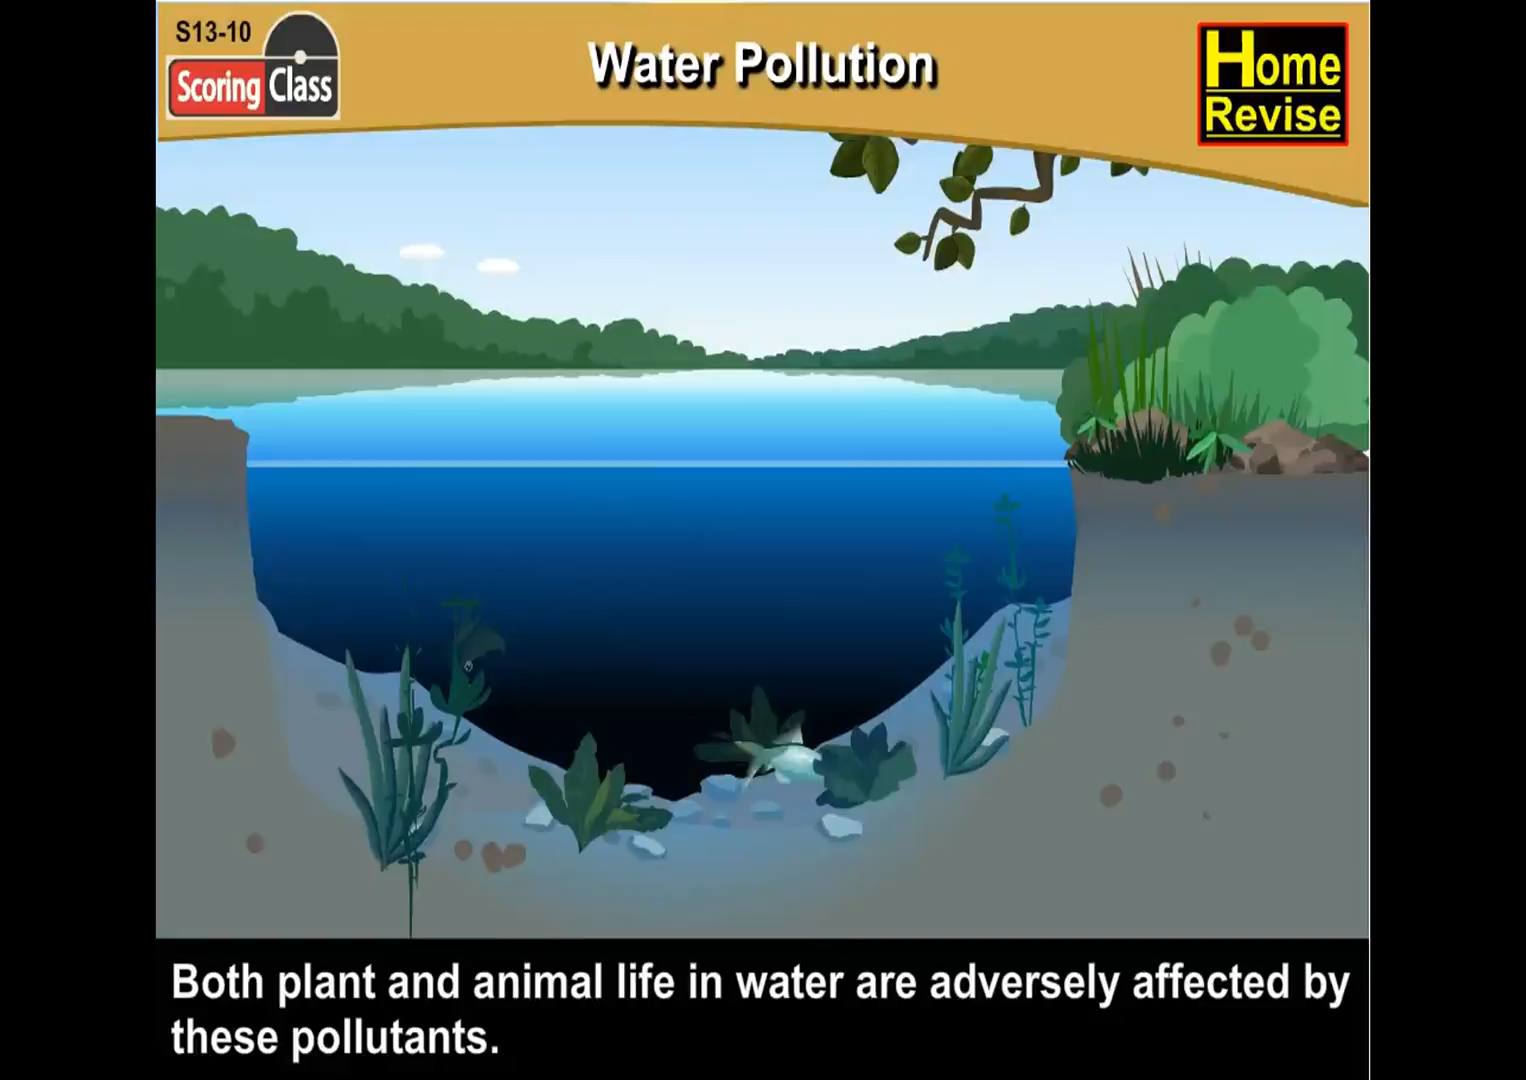 S13-10
Scoring Class
Water Pollution
Home
Revise
Both plant and animal life in water are adversely affected by
these pollutants.